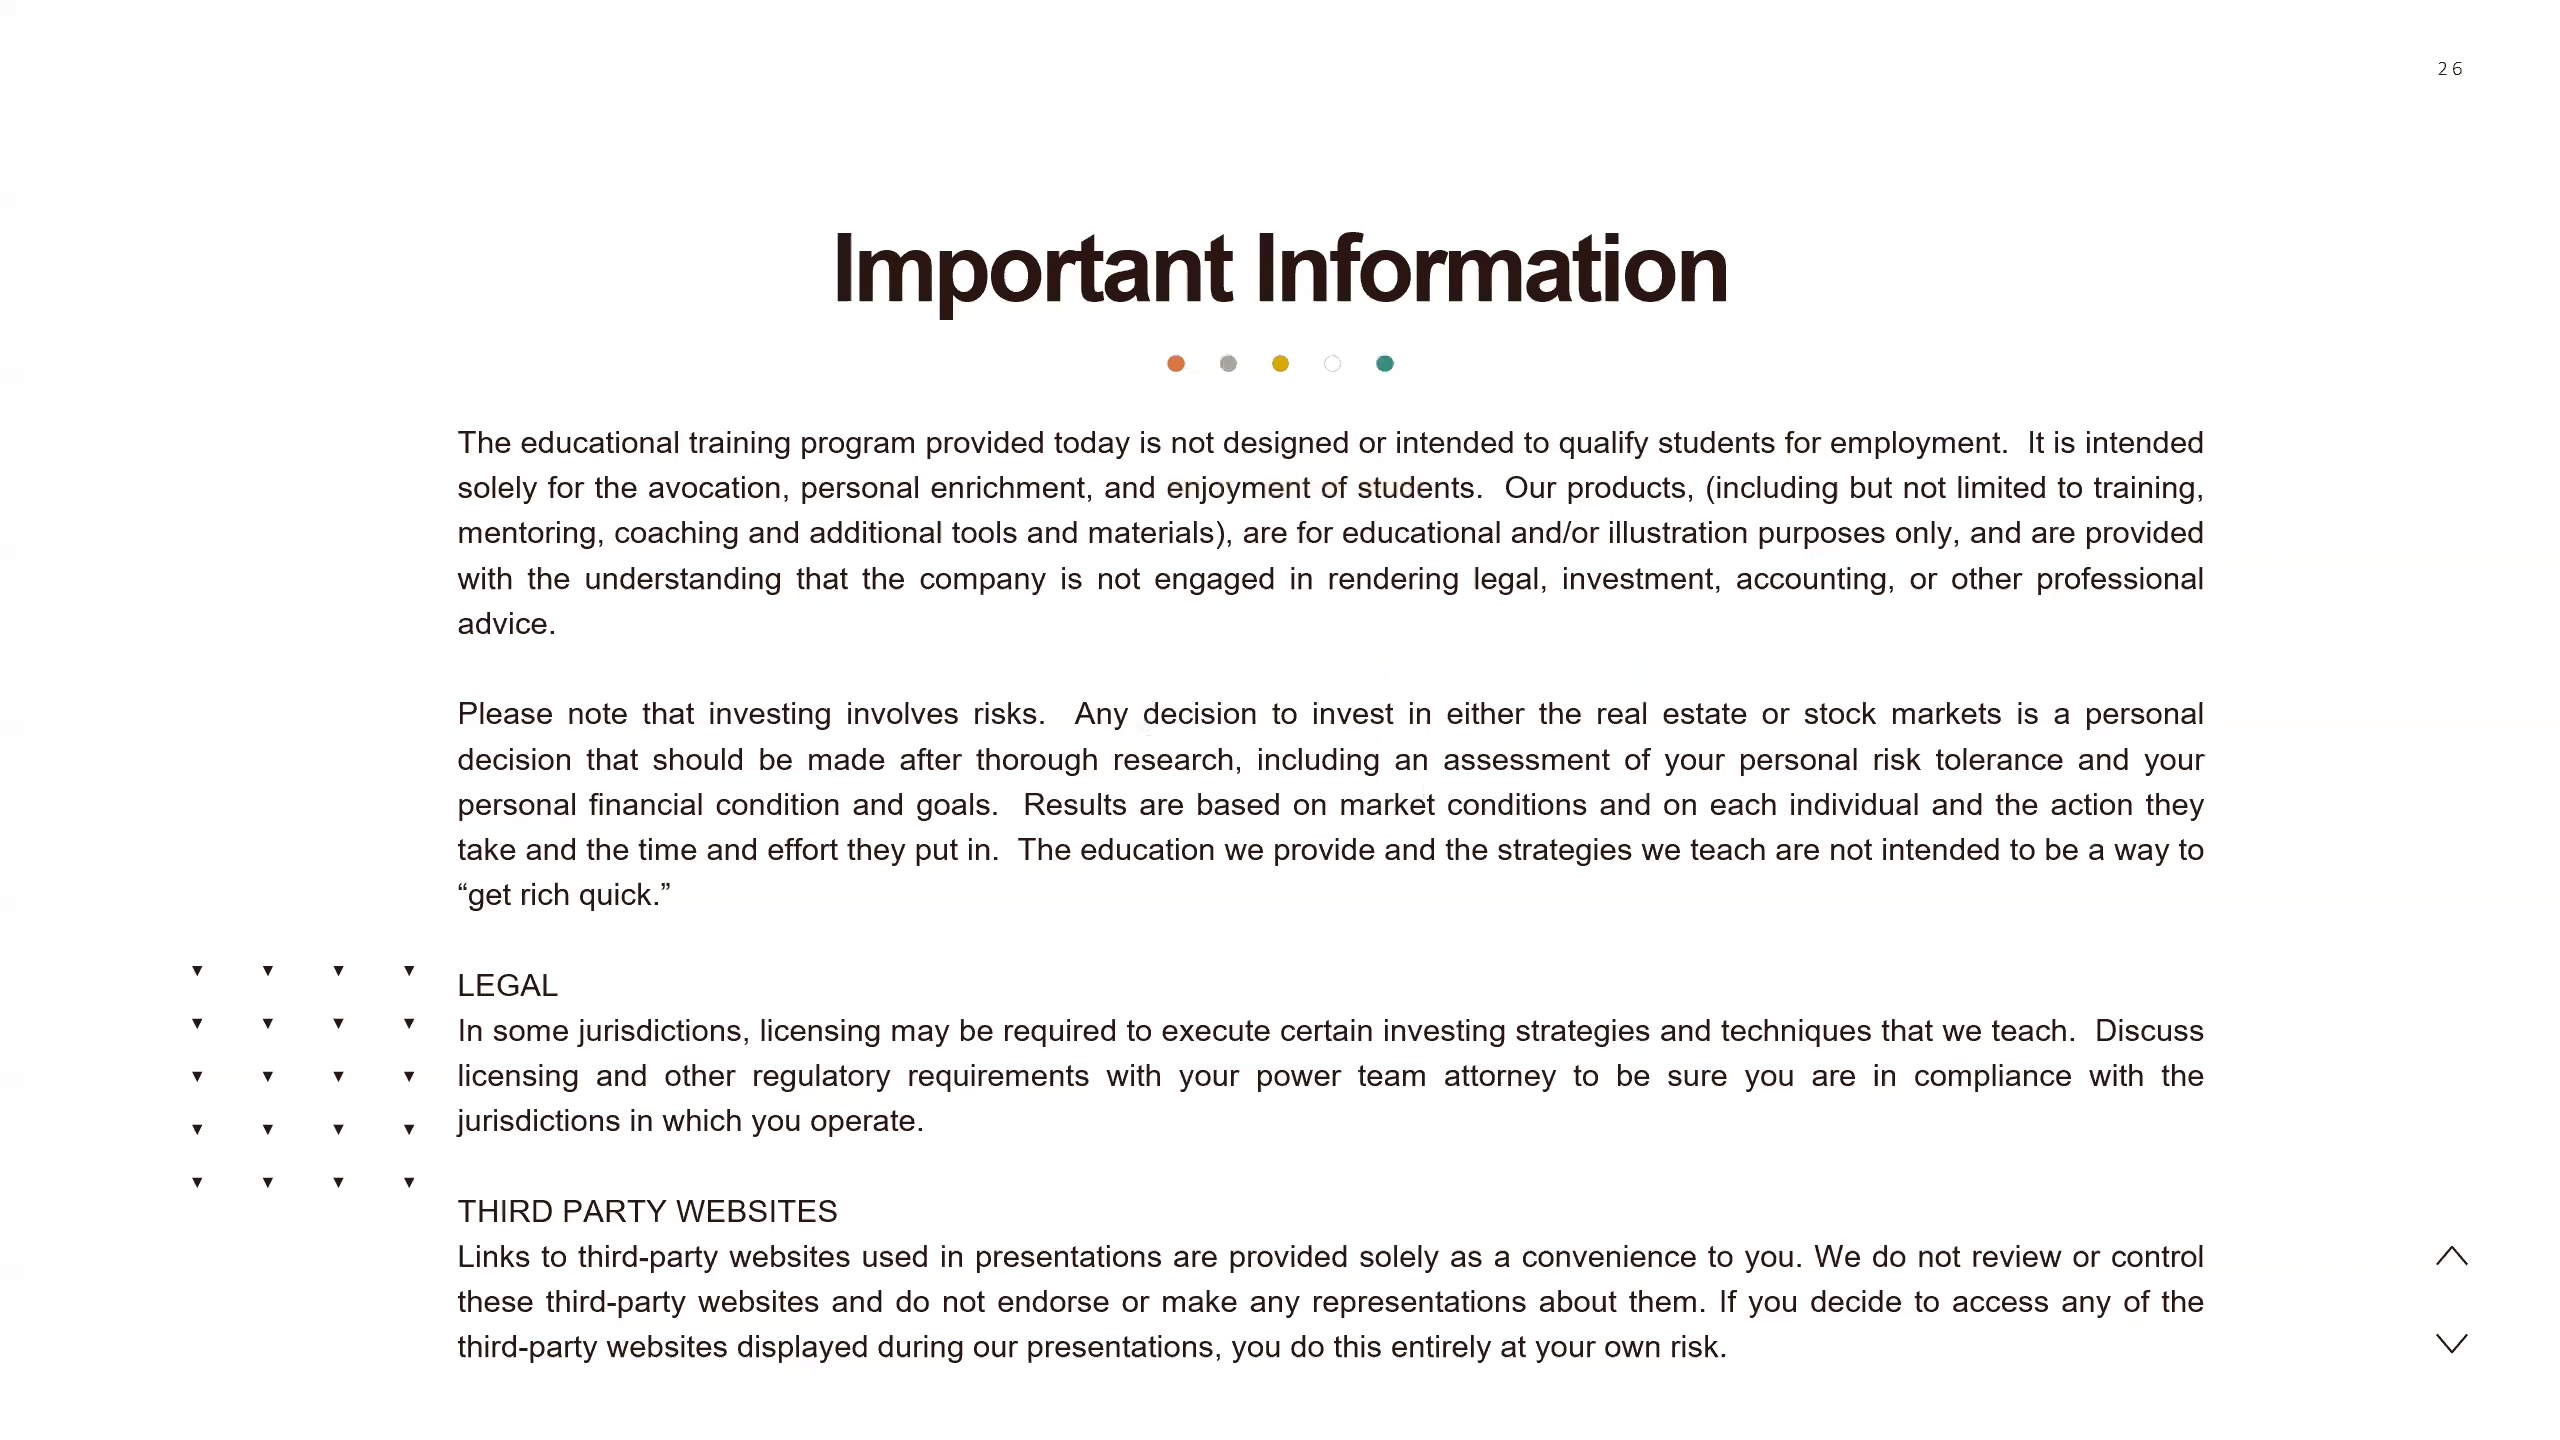 26
Important Information
The educational training program provided today is not designed or intended to qualify students for employment.  It is intended
solely for the avocation, personal enrichment, and enjoyment of students.  Our products, (including but not limited to training,
mentoring, coaching and additional tools and materials), are for educational and/or illustration purposes only, and are provided
with the understanding that the company is not engaged in rendering legal, investment, accounting, or other professional
advice.
Please note that investing involves risks.  Any decision to invest in either the real estate or stock markets is a personal
decision that should be made after thorough research, including an assessment of your personal risk tolerance and your
personal financial condition and goals.  Results are based on market conditions and on each individual and the action they
take and the time and effort they put in.  The education we provide and the strategies we teach are not intended to be a way to
“get rich quick.”
LEGAL
In some jurisdictions, licensing may be required to execute certain investing strategies and techniques that we teach.  Discuss
licensing and other regulatory requirements with your power team attorney to be sure you are in compliance with the
jurisdictions in which you operate.
THIRD PARTY WEBSITES
Links to third-party websites used in presentations are provided solely as a convenience to you. We do not review or control
these third-party websites and do not endorse or make any representations about them. If you decide to access any of the
third-party websites displayed during our presentations, you do this entirely at your own risk.